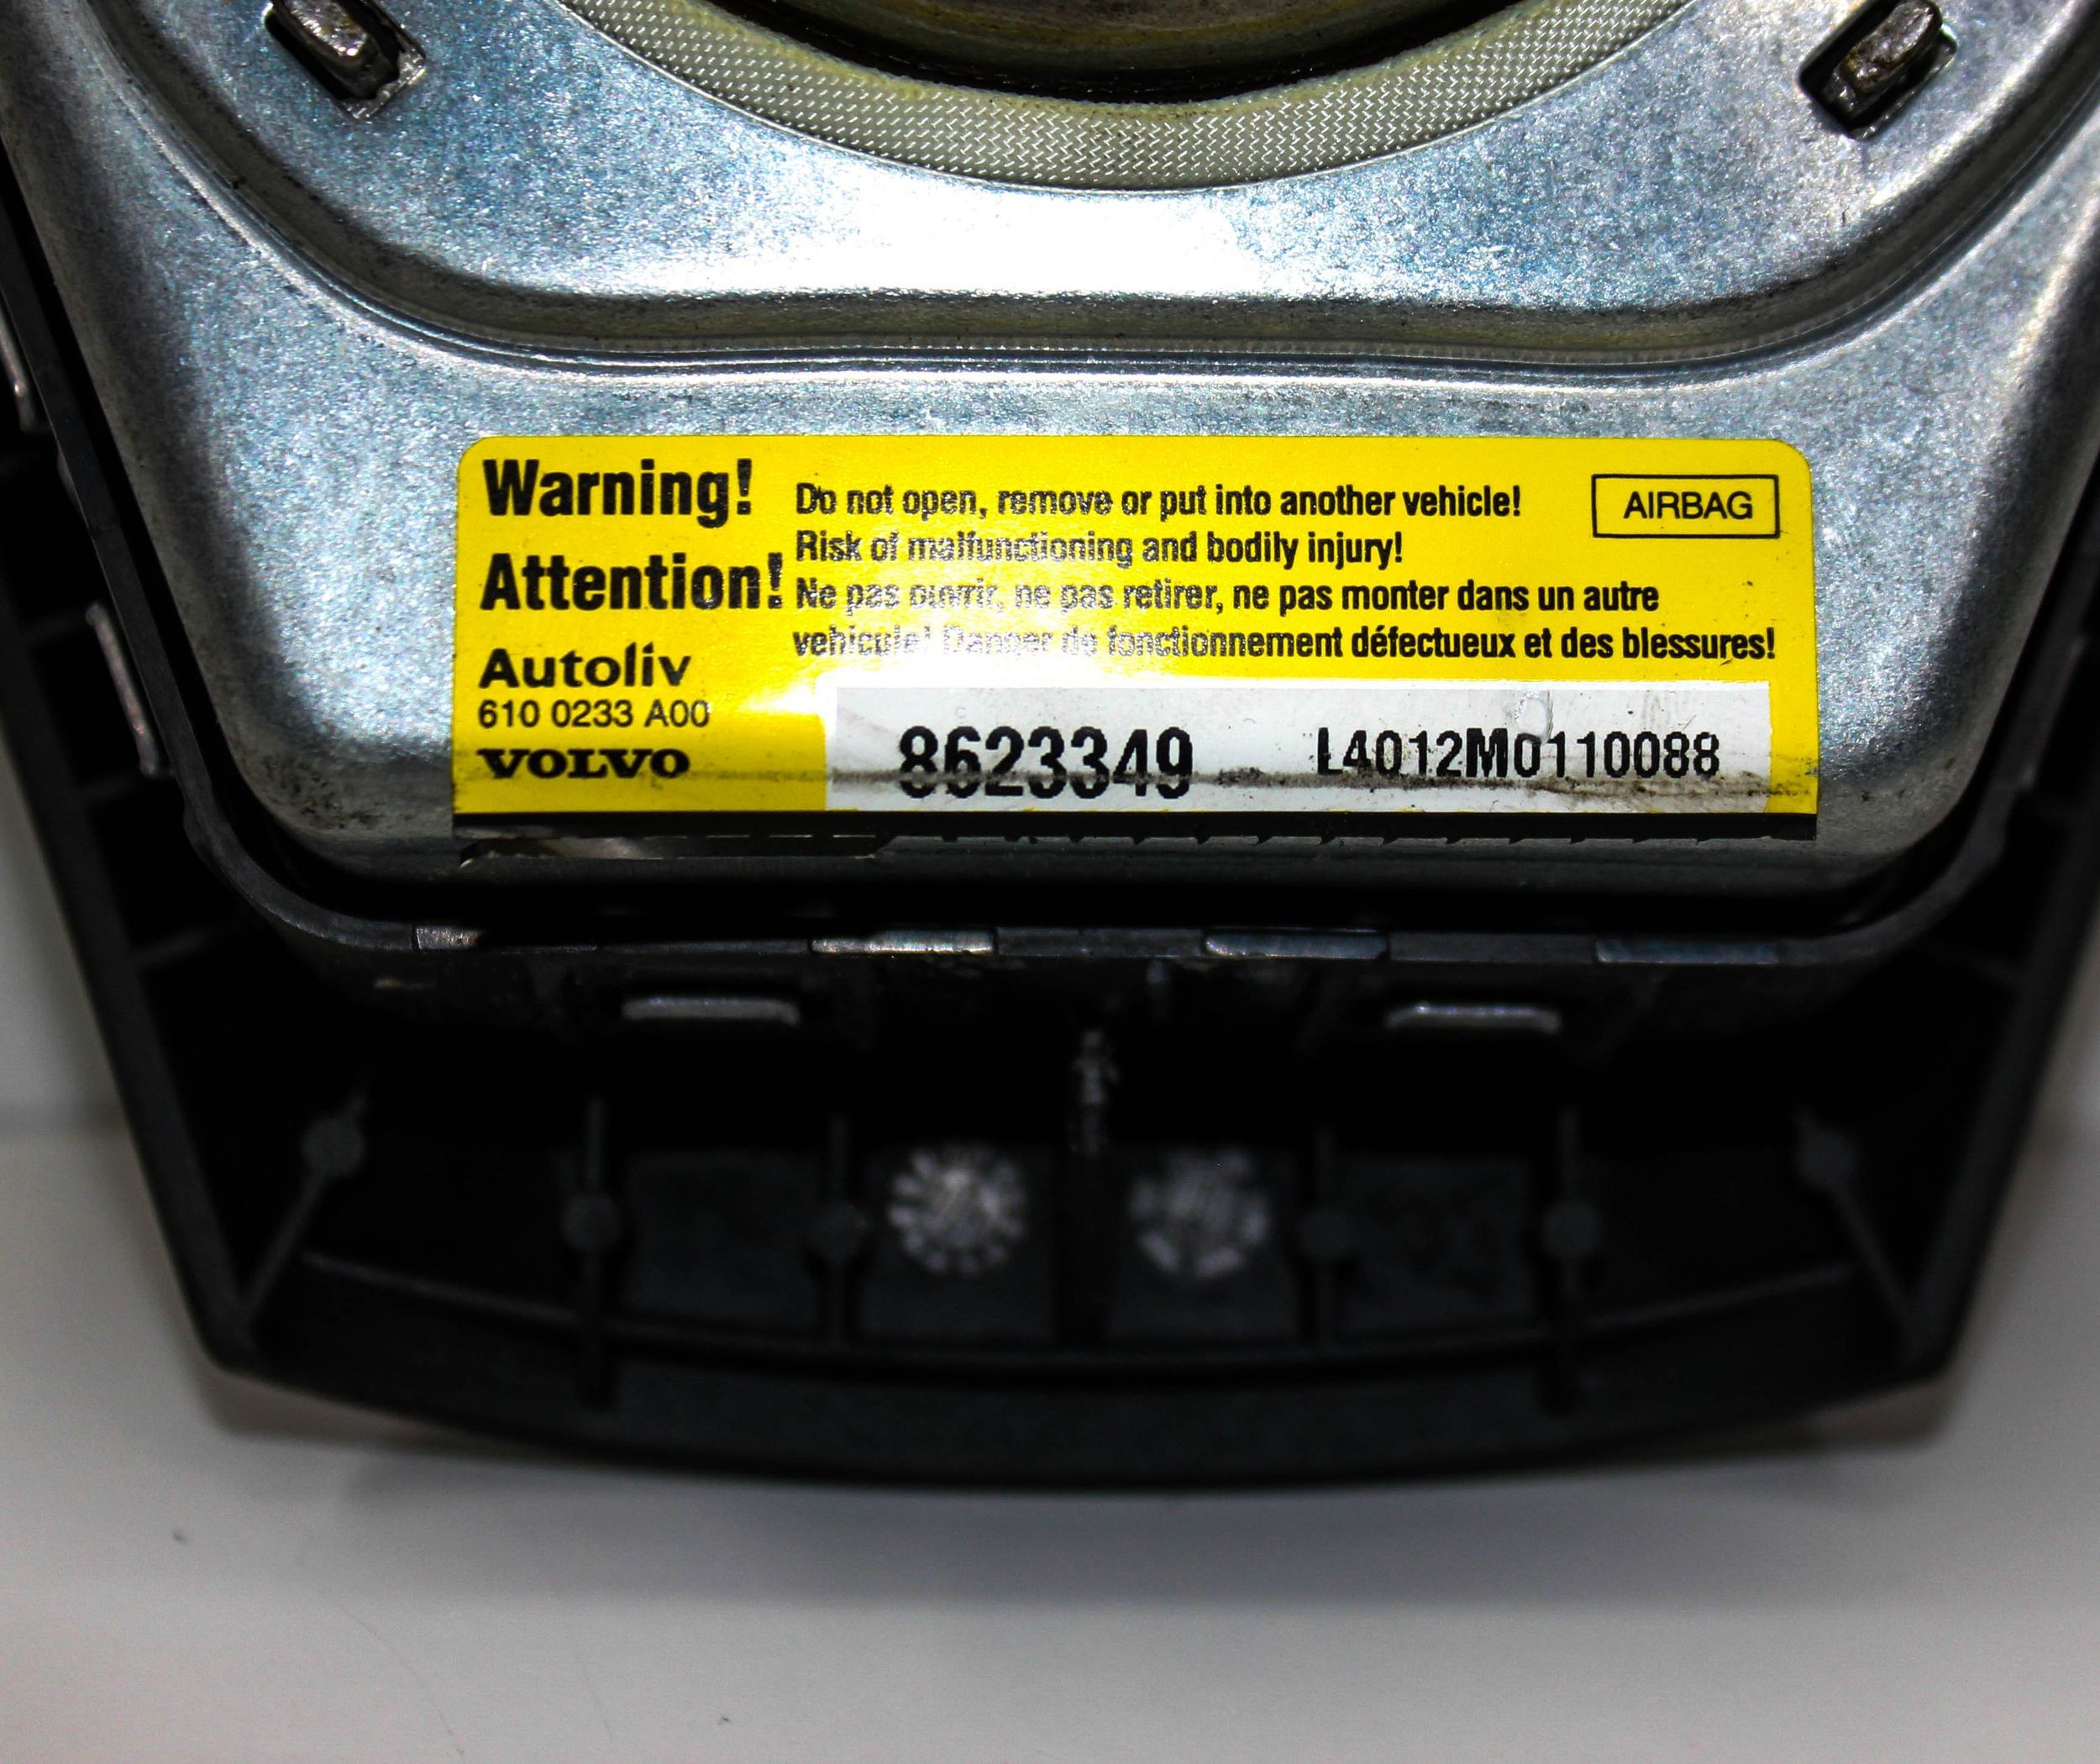 Warning!
Do not open, remove or put into another vehicle!
Risk of malfunctioning and bodily injury!
AIRBAG
Attention!
Ne pas ouvrir, ne pas retirer, ne pas monter dans un autre
vehicule! Danger de fonctionnement défectueux et des blessures!
Autoliv
610 0233 A00
VOLVO
8623349
L4012M0110088